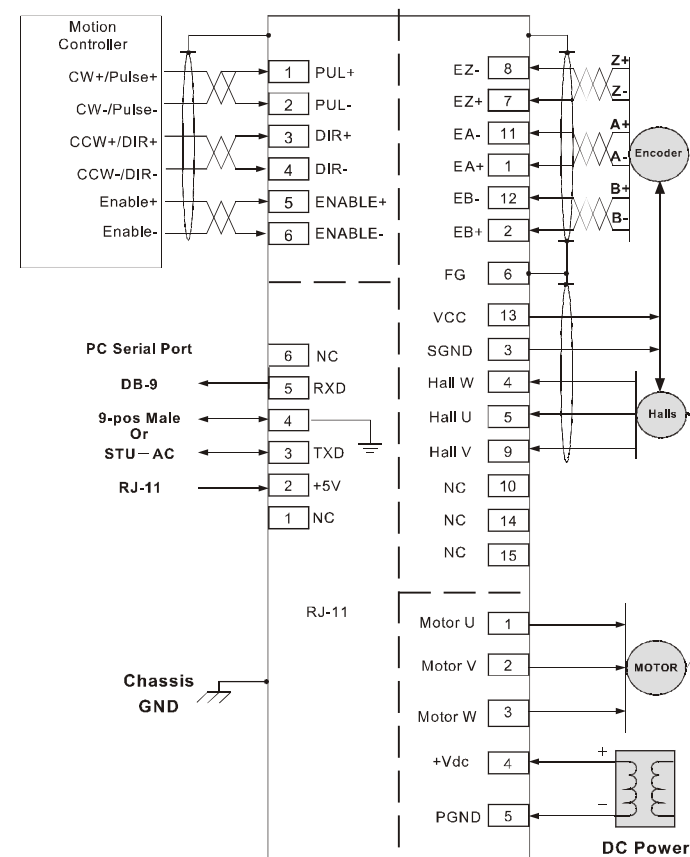 Motion
Controller
CW+/Pulse+
CW-/Pulse-
CCW+/DIR+
CCW-/DIR-
Enable+
Enable-
1 PUL+
2 PUL-
3 DIR+
4 DIR-
5 ENABLE+
6 ENABLE-
PC Serial Port
DB-9
9-pos Male
Or
STU—AC
RJ-11
6 NC
5 RXD
4
3 TXD
2 +5V
1 NC
RJ-11
Chassis
GND
EZ- 8 Z+
EZ+ 7 Z-
EA- 11 A+
EA+ 1 A-
EB- 12 B+
EB+ 2 B-
Encoder
FG 6
VCC 13
SGND 3
Hall W 4
Hall U 5
Hall V 9
Halls
NC 10
NC 14
NC 15
Motor U 1
Motor V 2
Motor W 3
MOTOR
+Vdc 4 +
PGND 5 −
DC Power